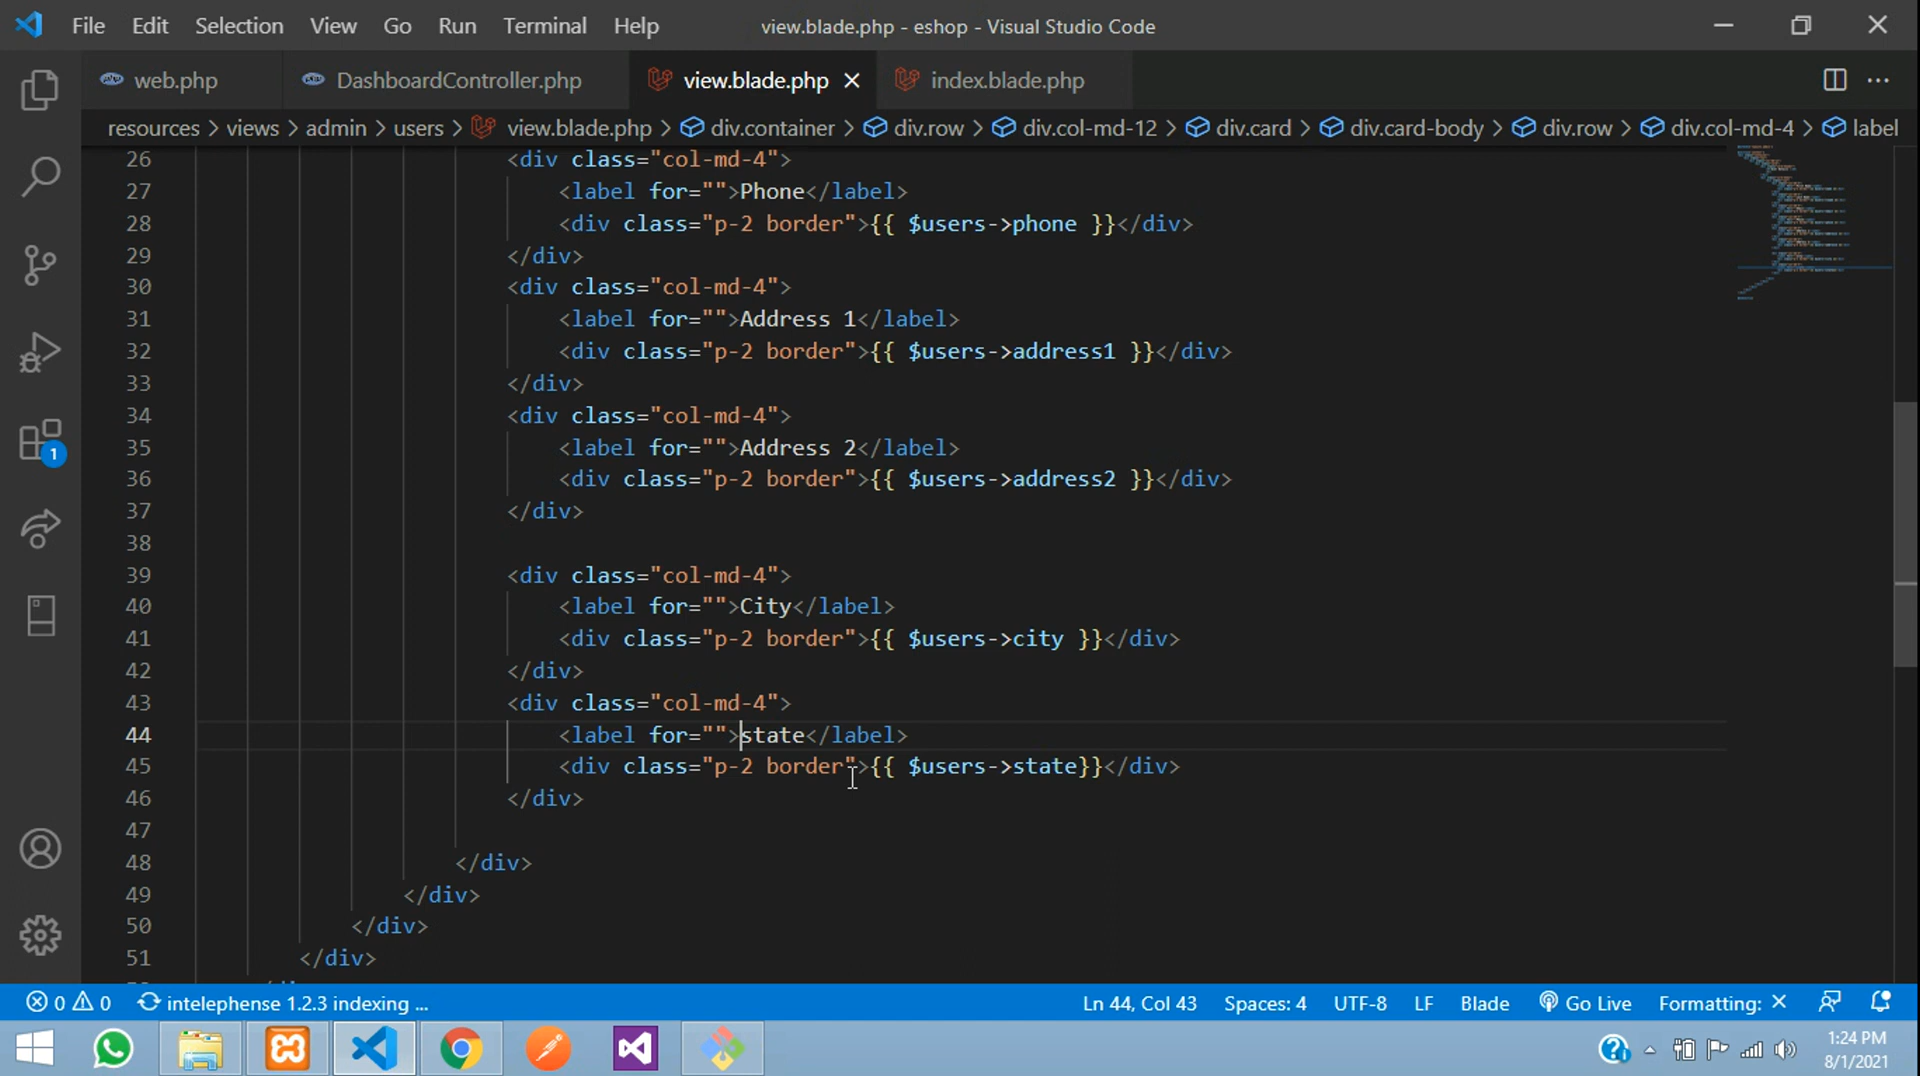 File Edit Selection View Go Run Terminal Help view.blade.php - eshop - Visual Studio Code
web.php DashboardController.php view.blade.php index.blade.php
resources > views > admin > users > view.blade.php > div.container > div.row > div.col-md-12 > div.card > div.card-body > div.row > div.col-md-4 > label
26 <div class="col-md-4">
27 <label for="">Phone</label>
28 <div class="p-2 border">{{ $users->phone }}</div>
29 </div>
30 <div class="col-md-4">
31 <label for="">Address 1</label>
32 <div class="p-2 border">{{ $users->address1 }}</div>
33 </div>
34 <div class="col-md-4">
35 <label for="">Address 2</label>
36 <div class="p-2 border">{{ $users->address2 }}</div>
37 </div>
38
39 <div class="col-md-4">
40 <label for="">City</label>
41 <div class="p-2 border">{{ $users->city }}</div>
42 </div>
43 <div class="col-md-4">
44 <label for="">state</label>
45 <div class="p-2 border">{{ $users->state}}</div>
46 </div>
47
48 </div>
49 </div>
50 </div>
51 </div>
1
0 0 intelephense 1.2.3 indexing ... Ln 44, Col 43 Spaces: 4 UTF-8 LF Blade Go Live Formatting: ×
1:24 PM
8/1/2021